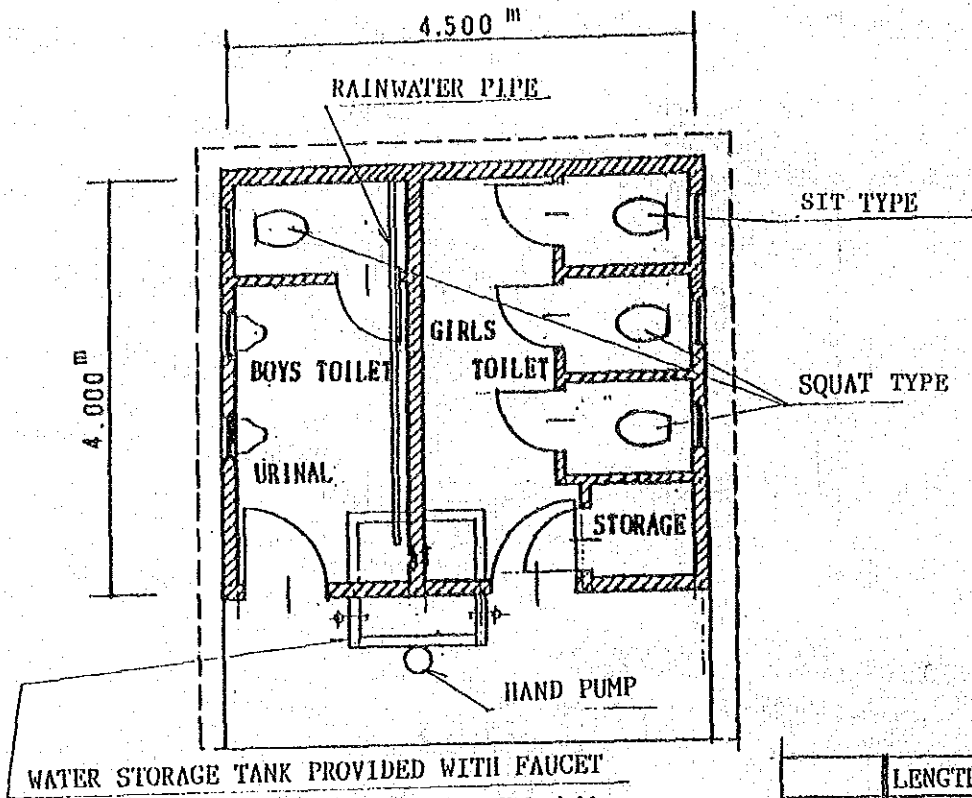 4.500 m
RAINWATER PIPE
SIT TYPE
GIRLS
TOILET
BOYS TOILET
SQUAT TYPE
4.000 m
URINAL
STORAGE
HAND PUMP
WATER STORAGE TANK PROVIDED WITH FAUCET
LENGTH